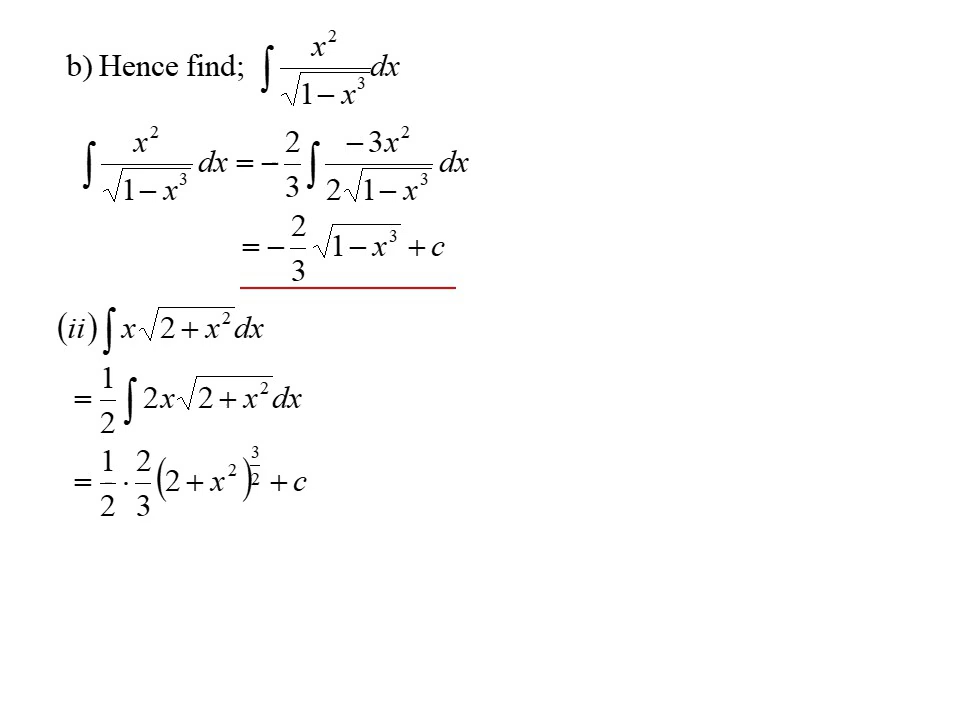 b) Hence find; ∫ x²/√(1−x³) dx
∫ x²/√(1−x³) dx = −2/3 ∫ −3x²/(2√(1−x³)) dx
= −2/3 √(1−x³) + c
(ii) ∫ x√(2+x²) dx
= 1/2 ∫ 2x√(2+x²) dx
= 1/2 · 2/3 (2+x²)^(3/2) + c